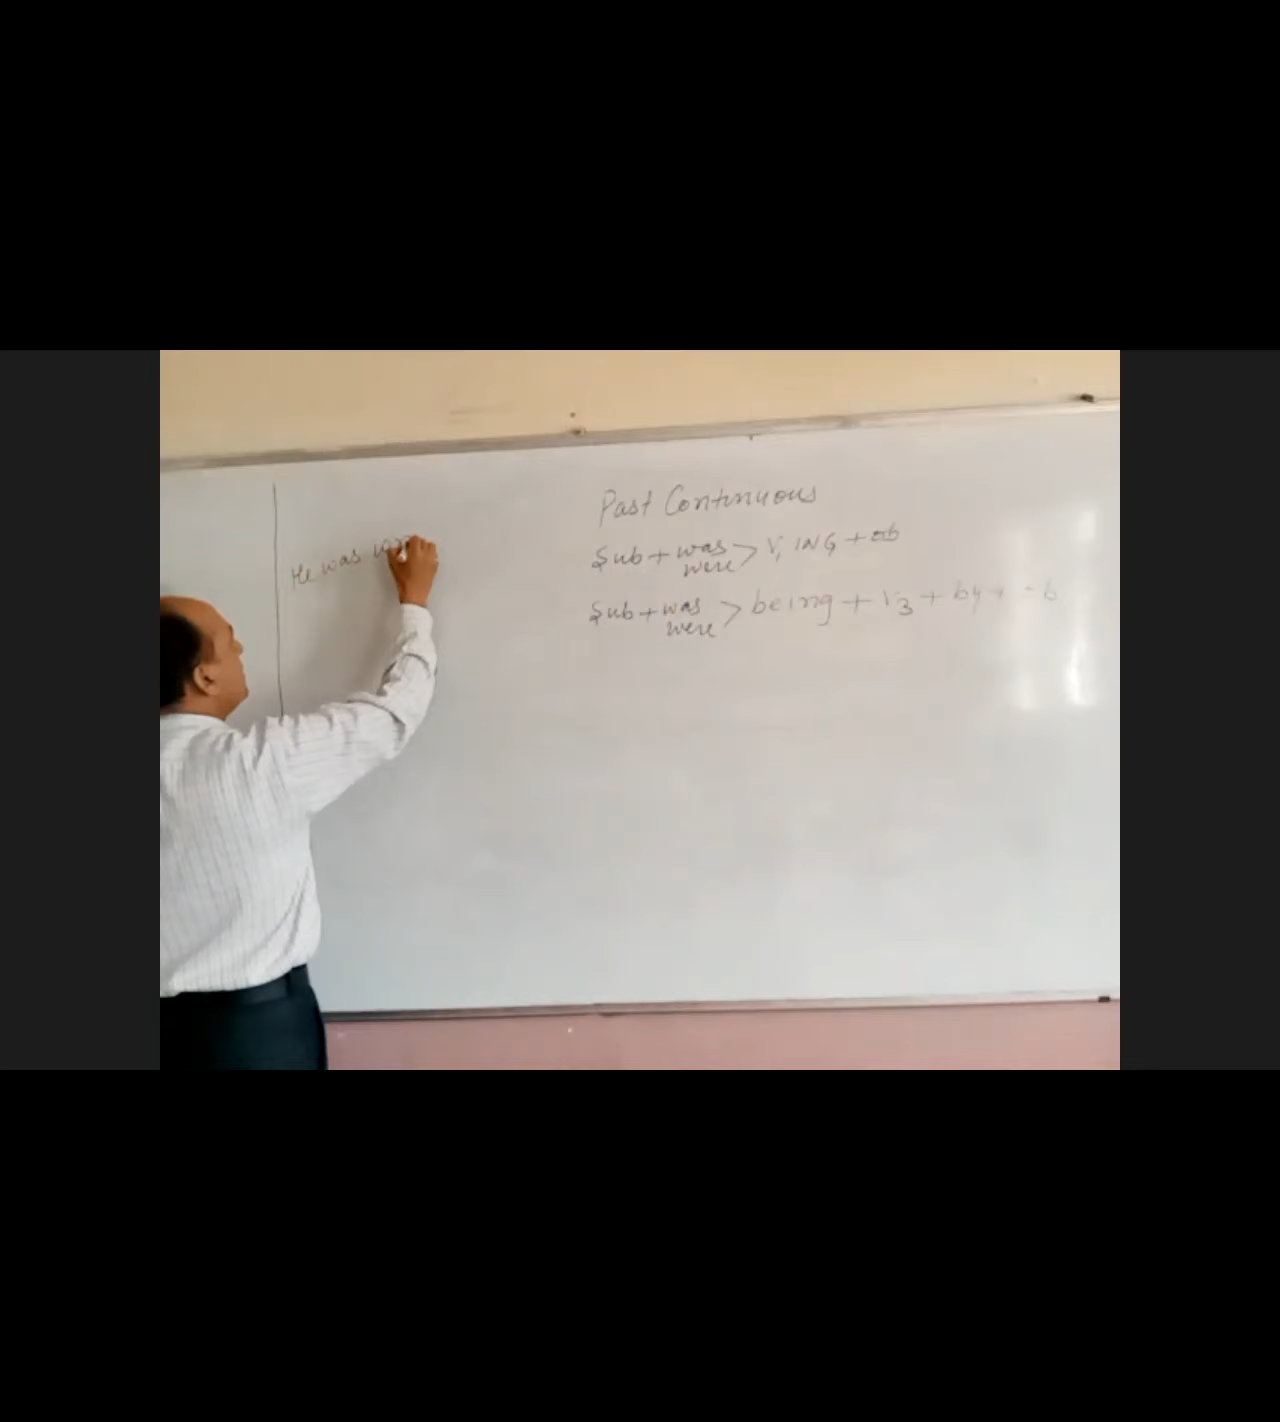 He was
Past Continuous
Sub + was > V1 ING + ob
were
Sub + was > being + V3 + by +
were